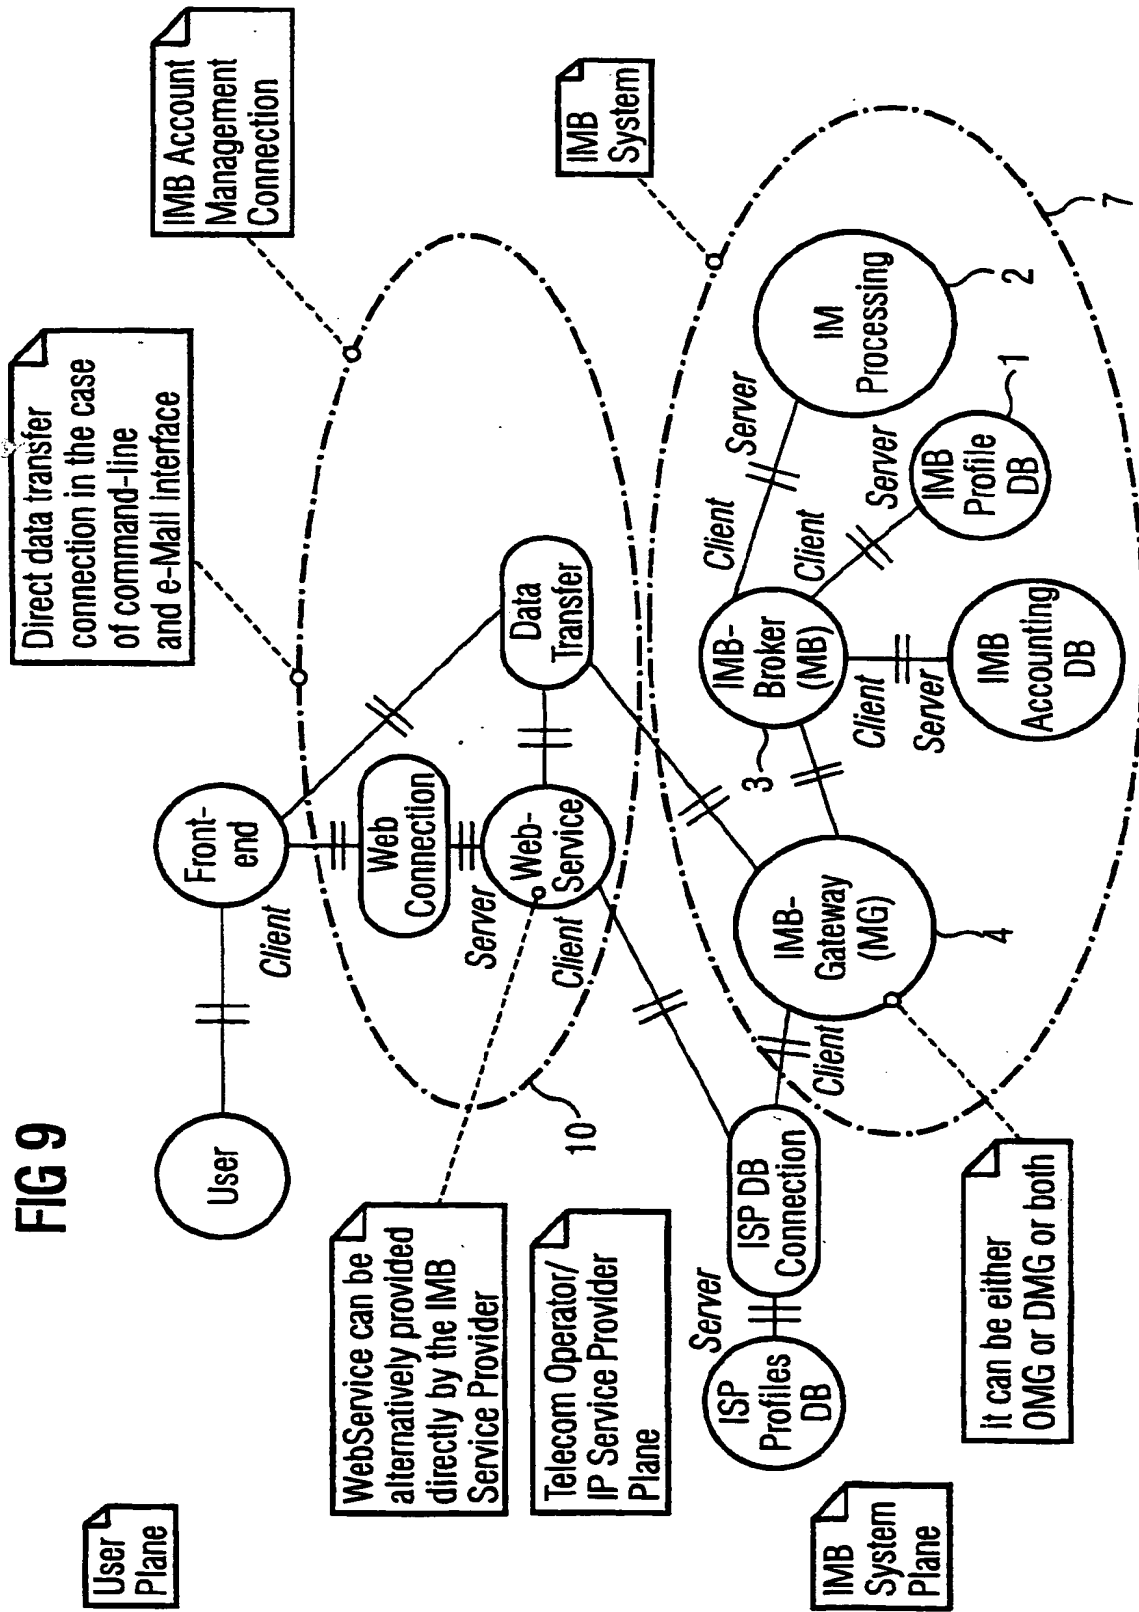 FIG 9
User
Plane
User
Front-
end
Client
Direct data transfer
connection in the case
of command-line
and e-Mail Interface
IMB Account
Management
Connection
WebService can be
alternatively provided
directly by the IMB
Service Provider
Web
Connection
Server
Web-
Service
Client
Data
Transfer
10
Telecom Operator/
IP Service Provider
Plane
IMB
System
ISP
Profiles
DB
Server
ISP DB
Connection
Client
IMB-
Gateway
(MG)
4
IMB-
Broker
(MB)
3
Client
Server
IM
Processing
2
Client
Server
IMB
Profile
DB
1
Client
Server
IMB
Accounting
DB
7
IMB
System
Plane
it can be either
OMG or DMG or both